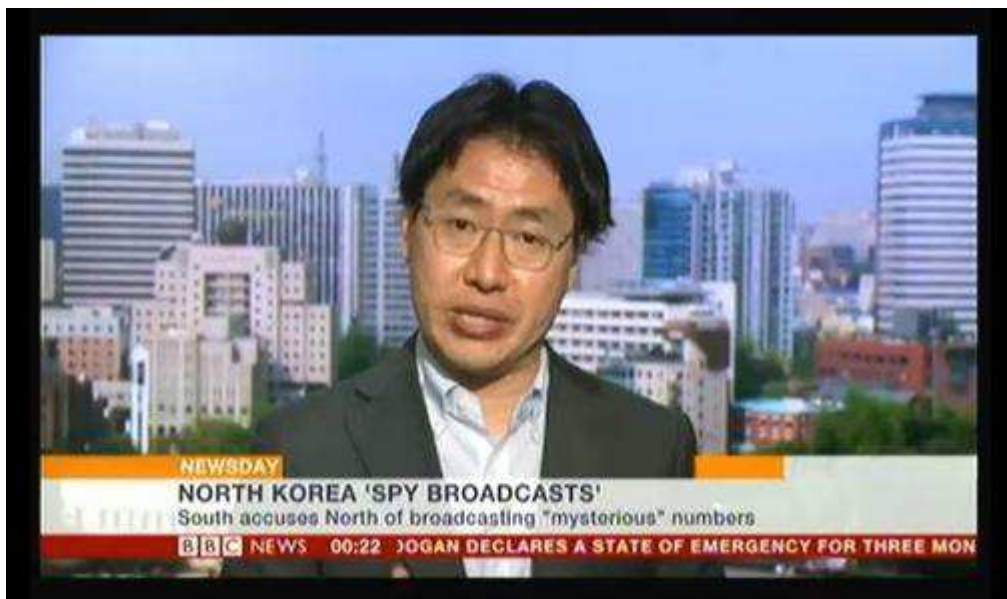 NEWSDAY
NORTH KOREA 'SPY BROADCASTS'
South accuses North of broadcasting "mysterious" numbers
BBC NEWS 00:22 OGAN DECLARES A STATE OF EMERGENCY FOR THREE MON